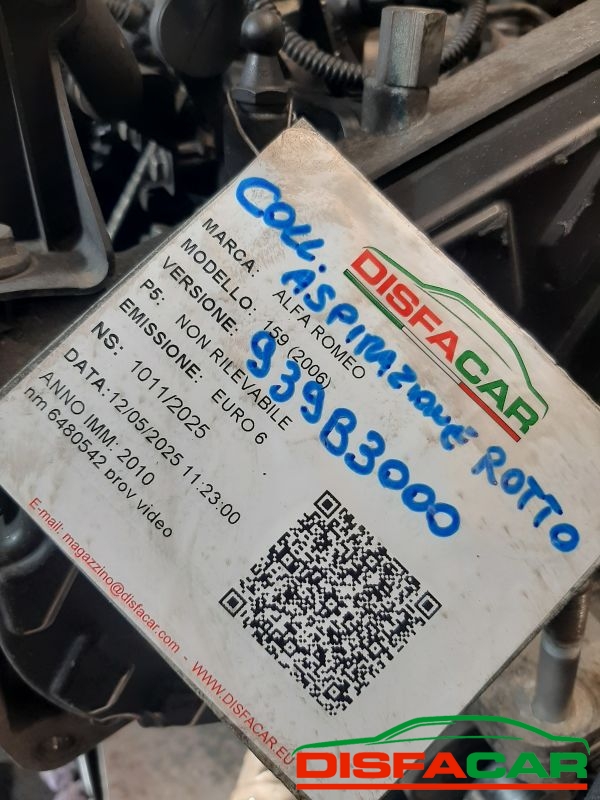 COLL. ASPIRAZIONE ROTTO
939B3000
DISFACAR
MARCA: ALFA ROMEO
MODELLO: 159 (2006)
VERSIONE:
P5: NON RILEVABILE
EMISSIONE: EURO 6
NS: 1011/2025
DATA:12/05/2025 11:23:00
ANNO IMM: 2010
nm 6480542 prov video
E-mail: magazzino@disfacar.com - WWW.DISFACAR.EU
DISFACAR